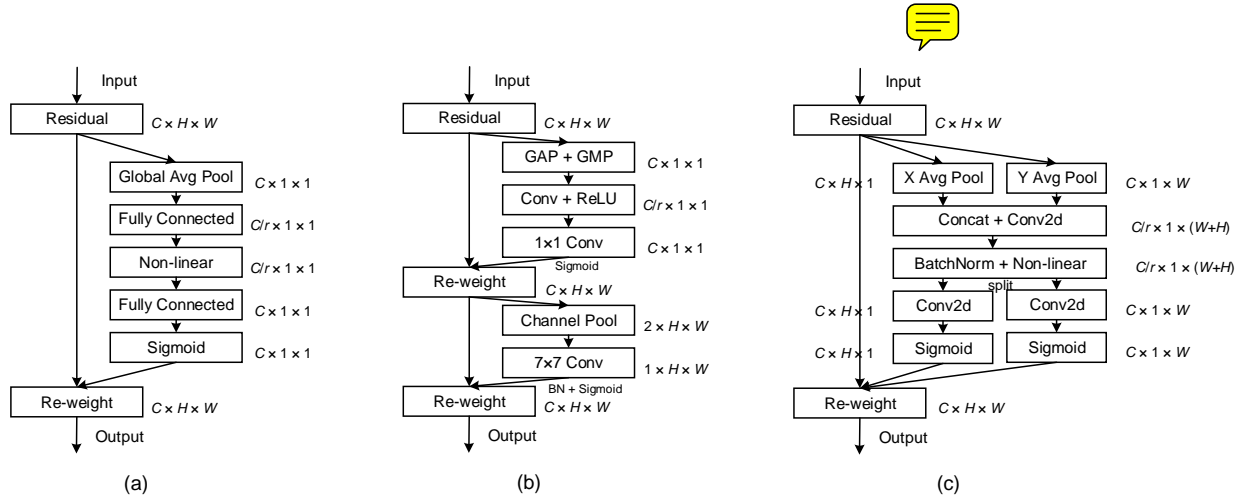 Input
Residual
C × H × W
Global Avg Pool
C × 1 × 1
Fully Connected
C/r × 1 × 1
Non-linear
C/r × 1 × 1
Fully Connected
C × 1 × 1
Sigmoid
C × 1 × 1
Re-weight
C × H × W
Output
(a)
Input
Residual
C × H × W
GAP + GMP
C × 1 × 1
Conv + ReLU
C/r × 1 × 1
1×1 Conv
C × 1 × 1
Sigmoid
Re-weight
C × H × W
Channel Pool
2 × H × W
7×7 Conv
1 × H × W
BN + Sigmoid
Re-weight
C × H × W
Output
(b)
Input
Residual
C × H × W
C × H × 1
X Avg Pool
Y Avg Pool
C × 1 × W
Concat + Conv2d
C/r × 1 × (W+H)
BatchNorm + Non-linear
C/r × 1 × (W+H)
split
C × H × 1
Conv2d
Conv2d
C × 1 × W
C × H × 1
Sigmoid
Sigmoid
C × 1 × W
Re-weight
C × H × W
Output
(c)